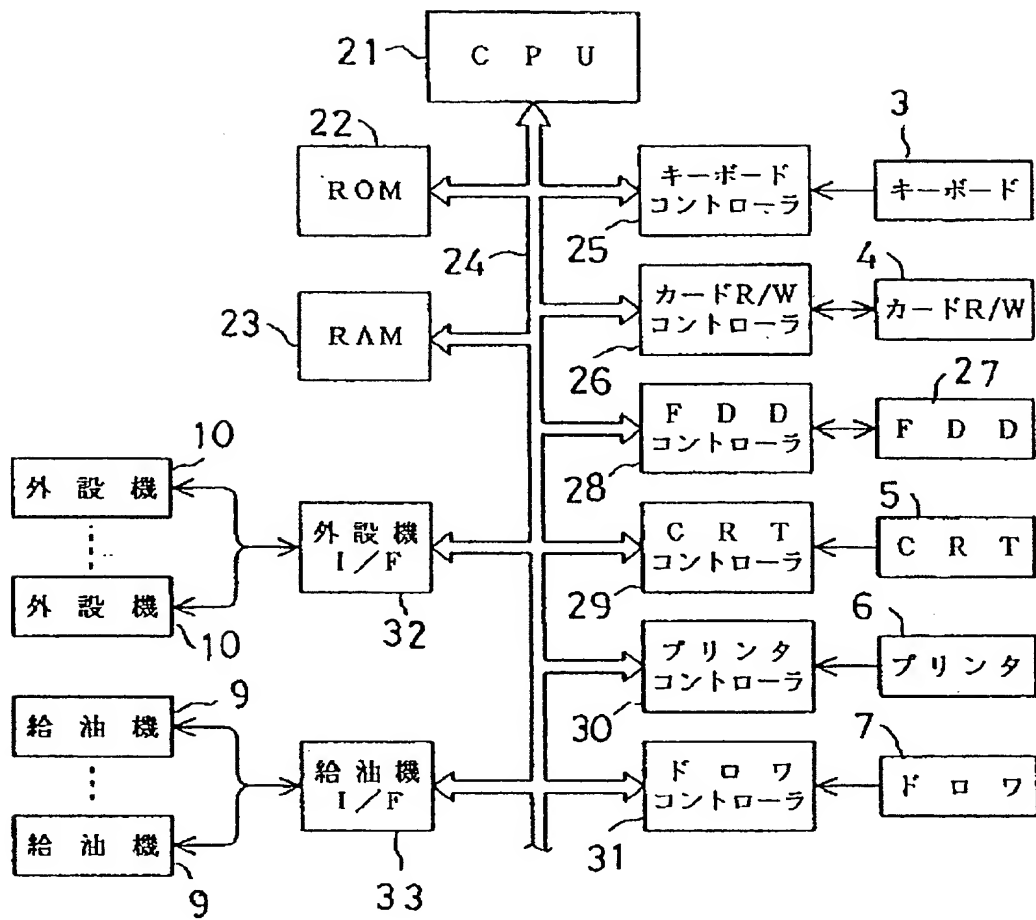 21
C P U
22
ROM
3
キーボード
コントローラ
キーボード
24
25
4
23
RAM
カードR/W
コントローラ
カードR/W
26
27
F D D
コントローラ
F D D
10
外 設 機
28
5
外設機
I/F
C R T
コントローラ
C R T
外 設 機
10
32
29
6
プリンタ
コントローラ
プリンタ
9
給 油 機
30
7
給油機
I/F
ド ロ ワ
コントローラ
ド ロ ワ
給 油 機
9
33
31